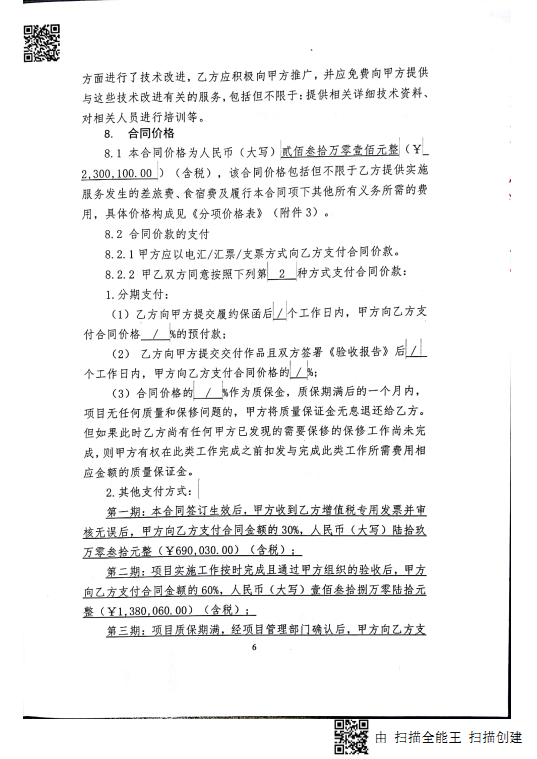 方面进行了技术改进，乙方应积极向甲方推广，并应免费向甲方提供
与这些技术改进有关的服务，包括但不限于：提供相关详细技术资料、
对相关人员进行培训等。
8. 合同价格
8.1 本合同价格为人民币（大写）贰佰叁拾万零壹佰元整（￥
2,300,100.00 ）（含税），该合同价格包括但不限于乙方提供实施
服务发生的差旅费、食宿费及履行本合同项下其他所有义务所需的费
用，具体价格构成见《分项价格表》（附件3）。
8.2 合同价款的支付
8.2.1 甲方应以电汇/汇票/支票方式向乙方支付合同价款。
8.2.2 甲乙双方同意按照下列第 2 种方式支付合同价款：
1.分期支付：
（1）乙方向甲方提交履约保函后 / 个工作日内，甲方向乙方支
付合同价格 / %的预付款；
（2） 乙方向甲方提交交付作品且双方签署《验收报告》后 /
个工作日内，甲方向乙方支付合同价格的 / %；
（3）合同价格的 / %作为质保金，质保期满后的一个月内，
项目无任何质量和保修问题的，甲方将质量保证金无息退还给乙方。
但如果此时乙方尚有任何甲方已发现的需要保修的保修工作尚未完
成，则甲方有权在此类工作完成之前扣发与完成此类工作所需费用相
应金额的质量保证金。
2.其他支付方式：
第一期：本合同签订生效后，甲方收到乙方增值税专用发票并审
核无误后，甲方向乙方支付合同金额的30%，人民币（大写）陆拾玖
万零叁拾元整（￥690,030.00）（含税）；
第二期：项目实施工作按时完成且通过甲方组织的验收后，甲方
向乙方支付合同金额的60%，人民币（大写）壹佰叁拾捌万零陆拾元
整（￥1,380,060.00）（含税）；
第三期：项目质保期满，经项目管理部门确认后，甲方向乙方支
6
由 扫描全能王 扫描创建